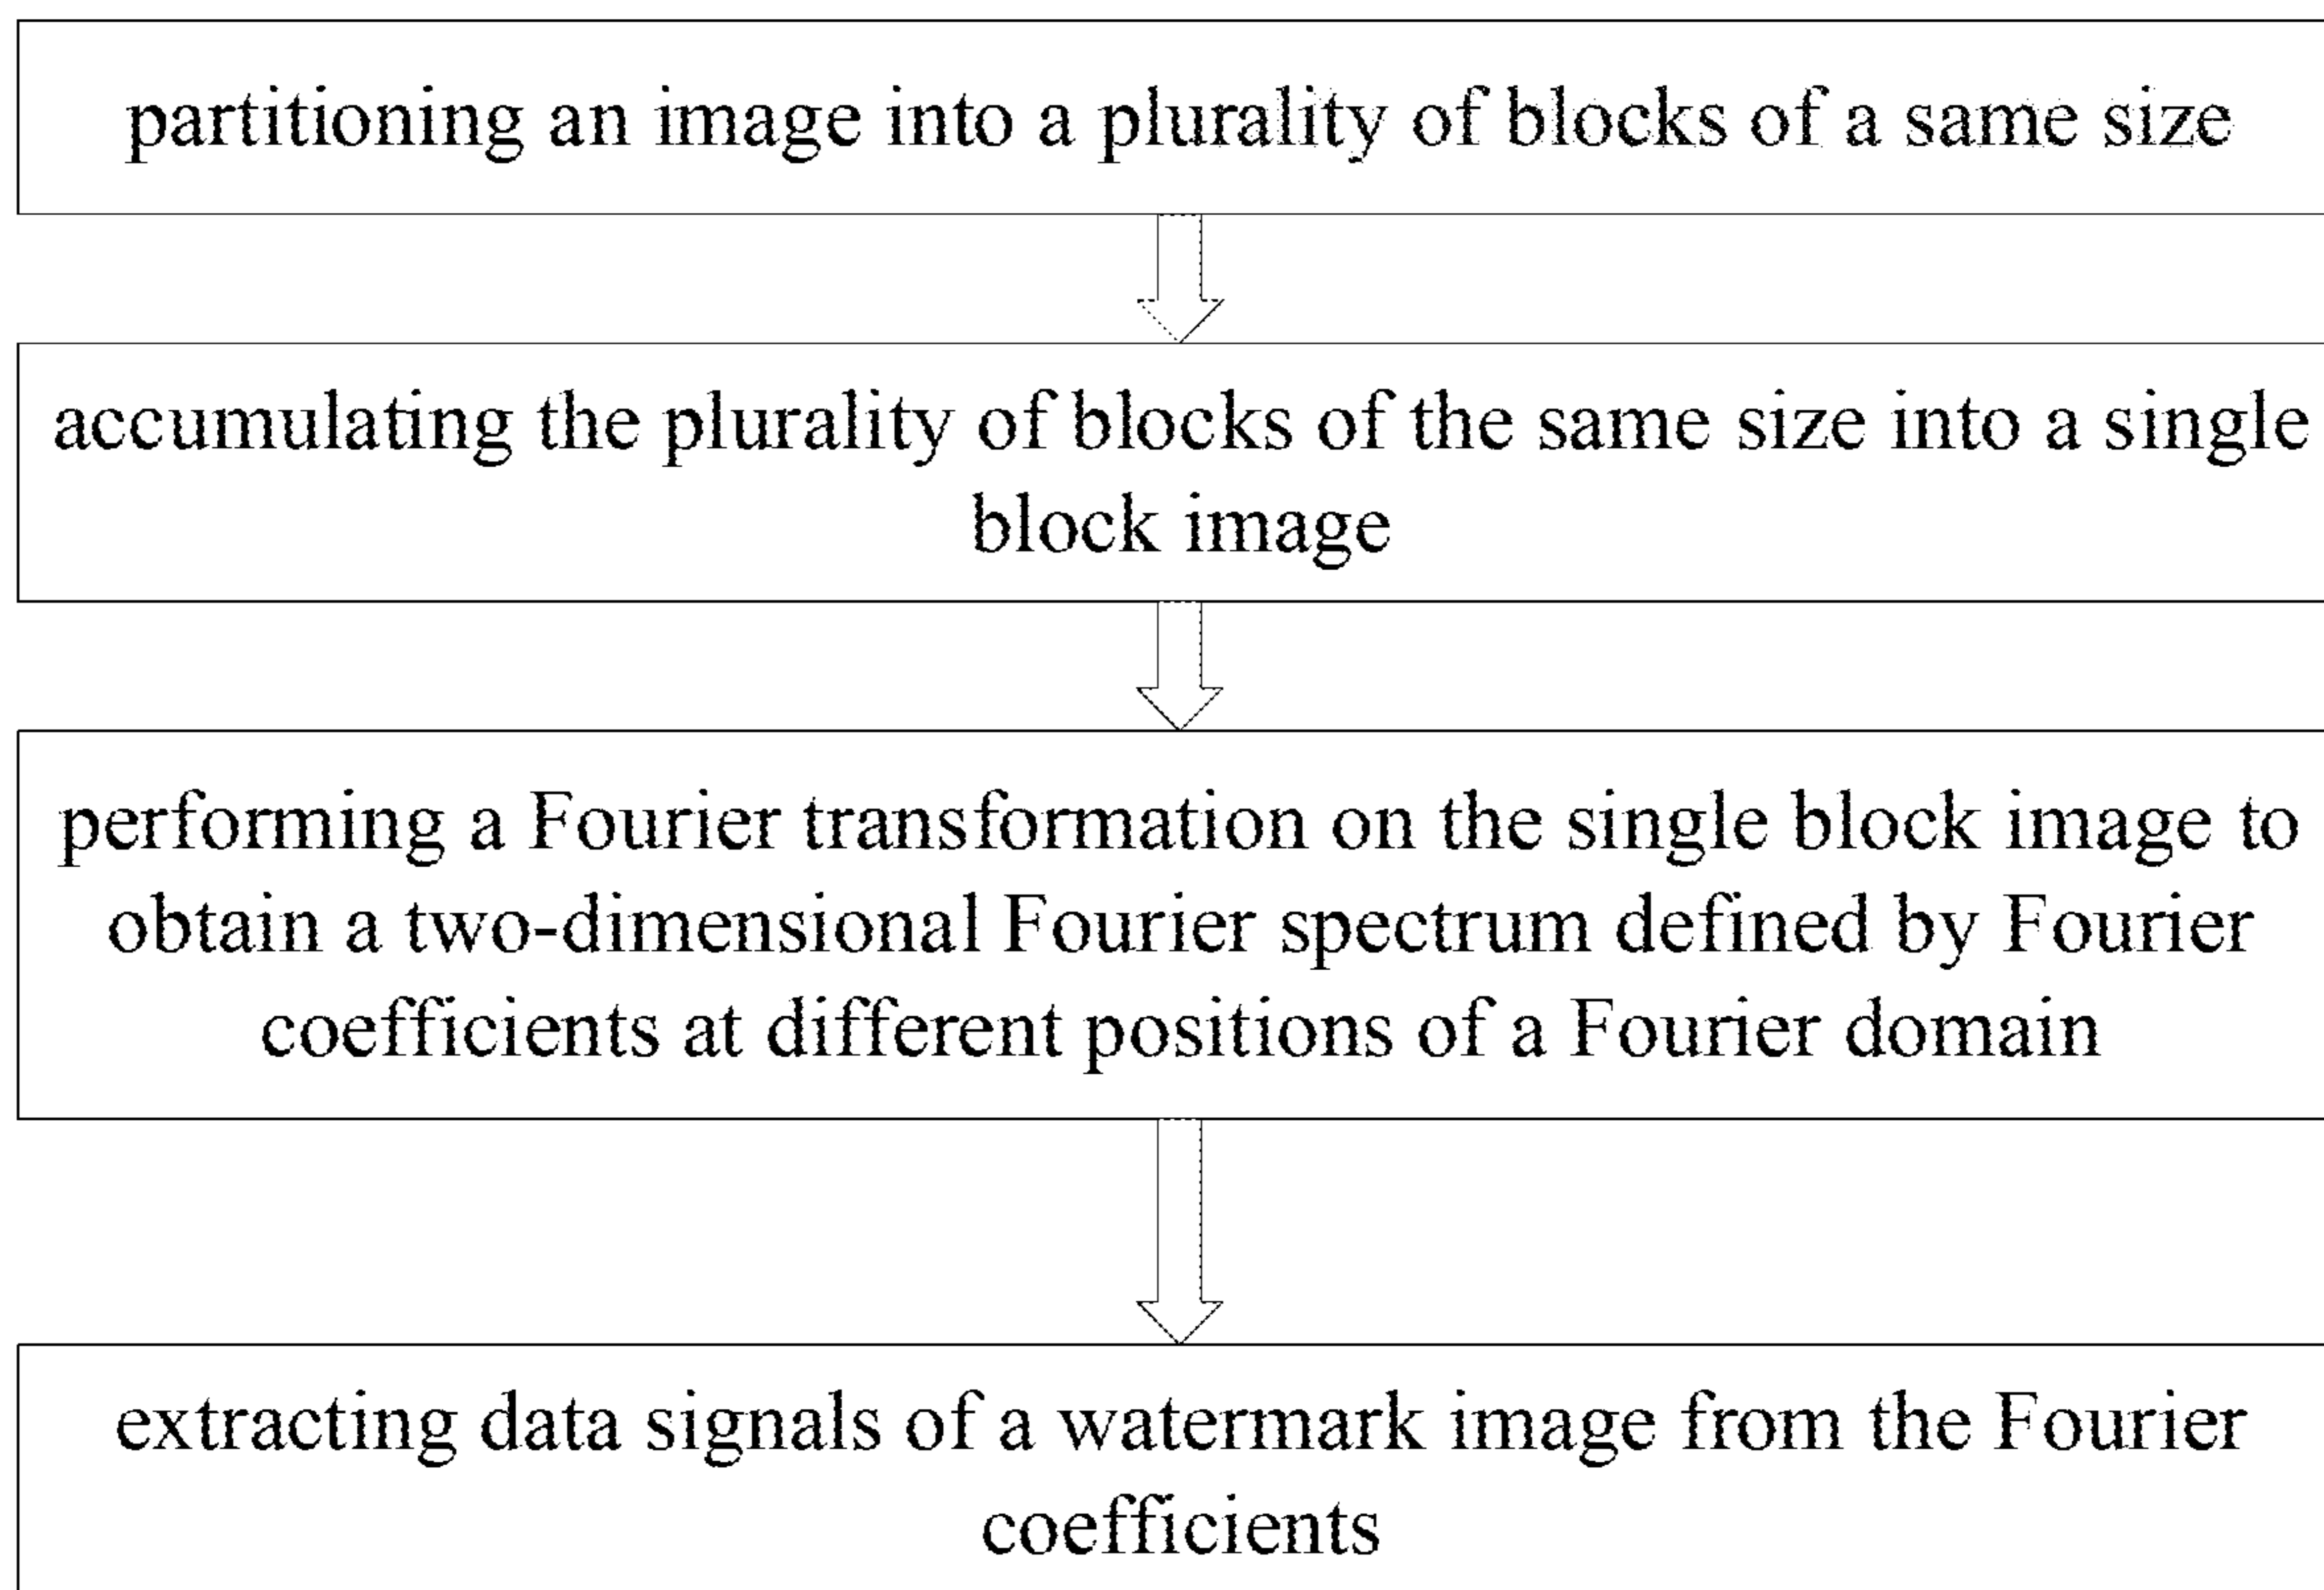 partitioning an image into a plurality of blocks of a same size
accumulating the plurality of blocks of the same size into a single
block image
performing a Fourier transformation on the single block image to
obtain a two-dimensional Fourier spectrum defined by Fourier
coefficients at different positions of a Fourier domain
extracting data signals of a watermark image from the Fourier
coefficients